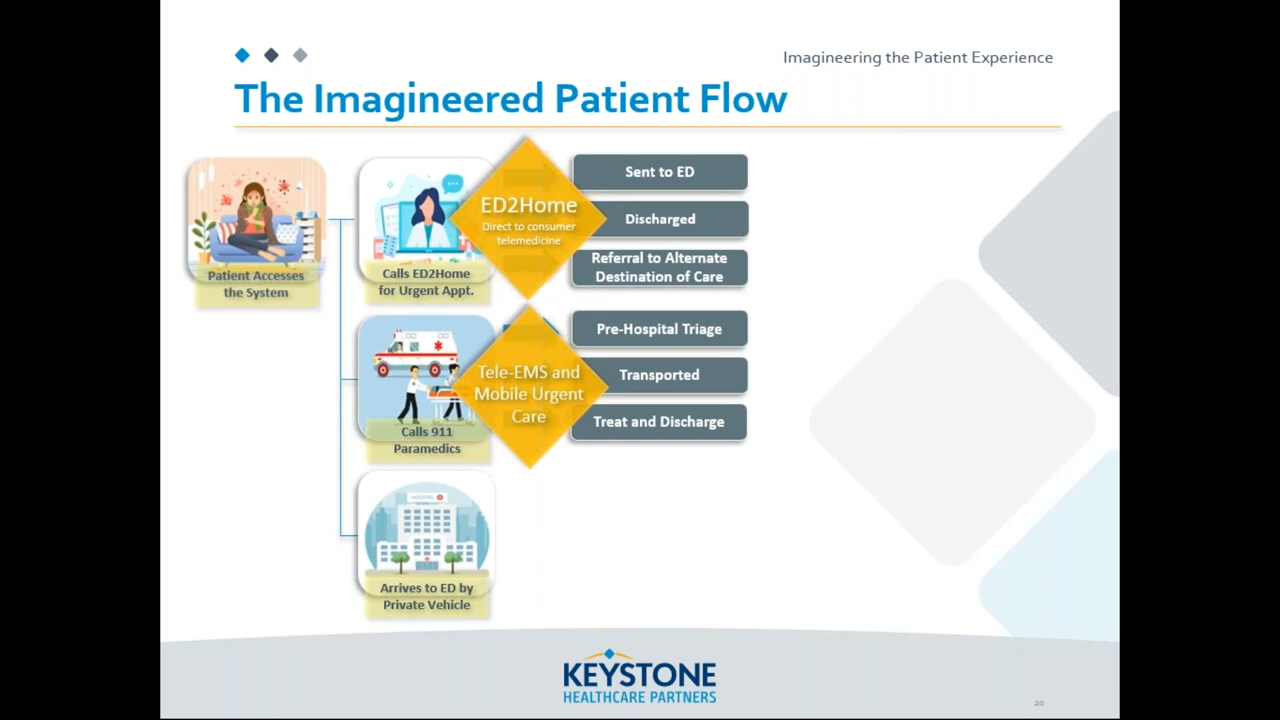 Imagineering the Patient Experience
The Imagineered Patient Flow
Patient Accesses
the System
Calls ED2Home
for Urgent Appt.
ED2Home
Direct to consumer
telemedicine
Sent to ED
Discharged
Referral to Alternate
Destination of Care
Calls 911
Paramedics
Tele-EMS and
Mobile Urgent
Care
Pre-Hospital Triage
Transported
Treat and Discharge
HOSPITAL
Arrives to ED by
Private Vehicle
KEYSTONE
HEALTHCARE PARTNERS
20